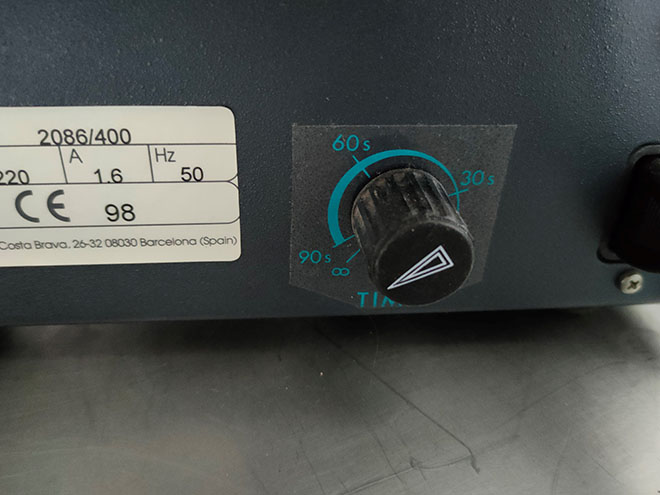 2086/400
220
A
1.6
Hz
50
CE
98
Costa Brava, 26-32 08030 Barcelona (Spain)
60 s
30 s
90 s
∞